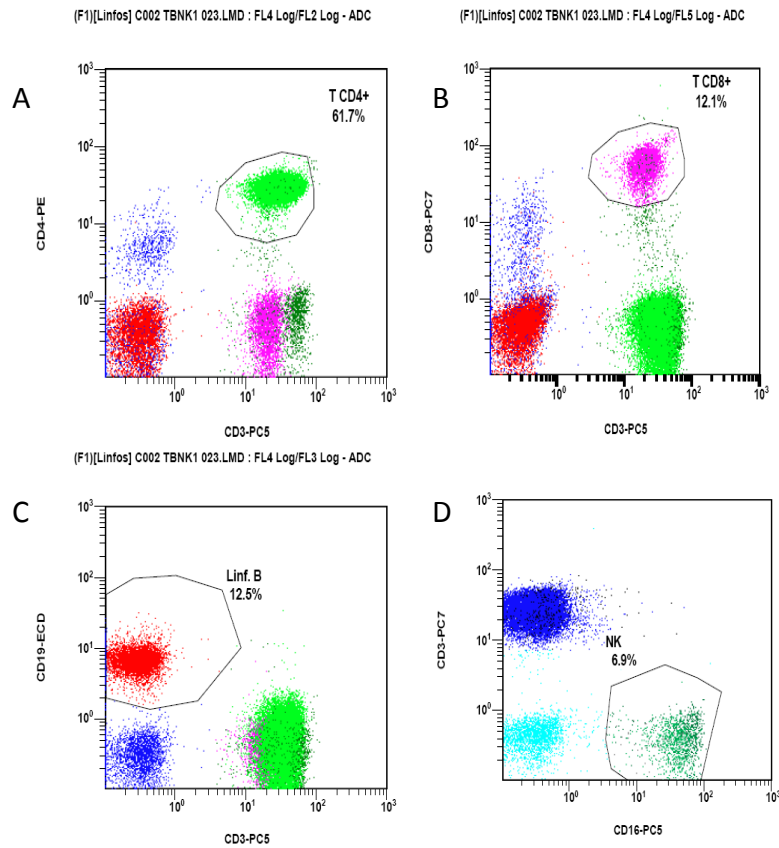 (F1)[Linfos] C002 TBNK1 023.LMD : FL4 Log/FL2 Log - ADC
A
10³
10²
10¹
10⁰
CD4-PE
T CD4+
61.7%
10⁰
10¹
10²
10³
CD3-PC5
(F1)[Linfos] C002 TBNK1 023.LMD : FL4 Log/FL5 Log - ADC
B
10³
10²
10¹
10⁰
CD8-PC7
T CD8+
12.1%
10⁰
10¹
10²
10³
CD3-PC5
(F1)[Linfos] C002 TBNK1 023.LMD : FL4 Log/FL3 Log - ADC
C
10³
10²
10¹
10⁰
CD19-ECD
Linf. B
12.5%
10⁰
10¹
10²
10³
CD3-PC5
D
10³
10²
10¹
10⁰
CD3-PC7
NK
6.9%
10⁰
10¹
10²
10³
CD16-PC5